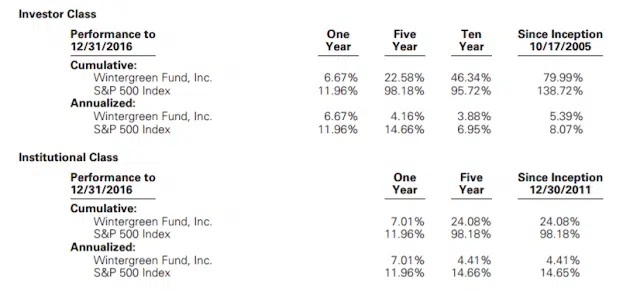 Investor Class
Performance to One Five Ten Since Inception
12/31/2016 Year Year Year 10/17/2005
Cumulative:
Wintergreen Fund, Inc. 6.67% 22.58% 46.34% 79.99%
S&P 500 Index 11.96% 98.18% 95.72% 138.72%
Annualized:
Wintergreen Fund, Inc. 6.67% 4.16% 3.88% 5.39%
S&P 500 Index 11.96% 14.66% 6.95% 8.07%
Institutional Class
Performance to One Five Since Inception
12/31/2016 Year Year 12/30/2011
Cumulative:
Wintergreen Fund, Inc. 7.01% 24.08% 24.08%
S&P 500 Index 11.96% 98.18% 98.18%
Annualized:
Wintergreen Fund, Inc. 7.01% 4.41% 4.41%
S&P 500 Index 11.96% 14.66% 14.65%